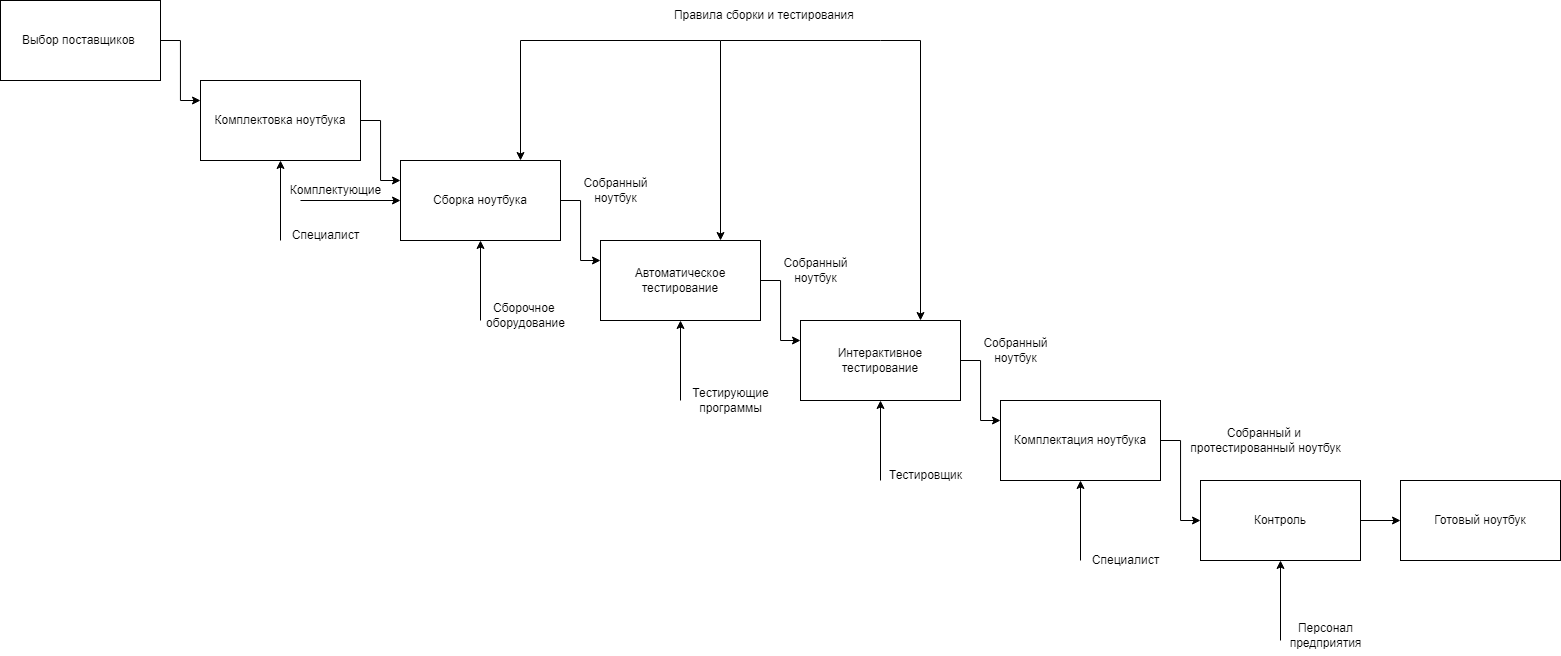 Правила сборки и тестирования
Выбор поставщиков
Комплектовка ноутбука
Комплектующие
Специалист
Сборка ноутбука
Собранный
ноутбук
Сборочное
оборудование
Автоматическое
тестирование
Собранный
ноутбук
Тестирующие
программы
Интерактивное
тестирование
Собранный
ноутбук
Тестировщик
Комплектация ноутбука
Собранный и
протестированный ноутбук
Специалист
Контроль
Готовый ноутбук
Персонал
предприятия